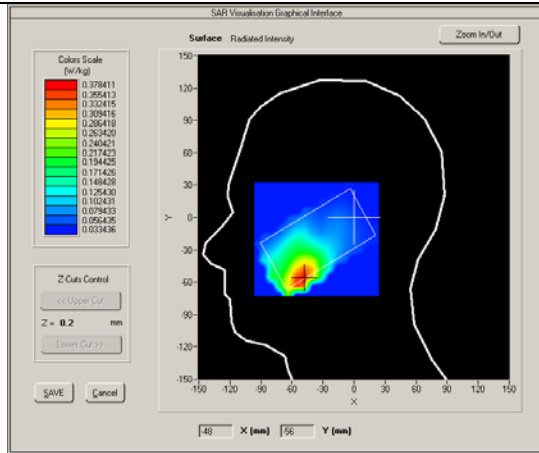 SAR Visualisation Graphical Interface
Surface Radiated Intensity
Zoom In/Out
Colors Scale
(W/kg)
0.378411
0.355413
0.332415
0.309416
0.286418
0.263420
0.240421
0.217423
0.194425
0.171426
0.148428
0.125430
0.102431
0.079433
0.056435
0.033436
Z-Cuts Control
<< Upper Cut
Z = 0.2 mm
Lower Cut >>
SAVE Cancel
150-
120-
90-
60-
30-
0-
-30-
-60-
-90-
-120-
-150-
Y
-150 -120 -90 -60 -30 0 30 60 90 120 150
X
-48 X (mm) -56 Y (mm)